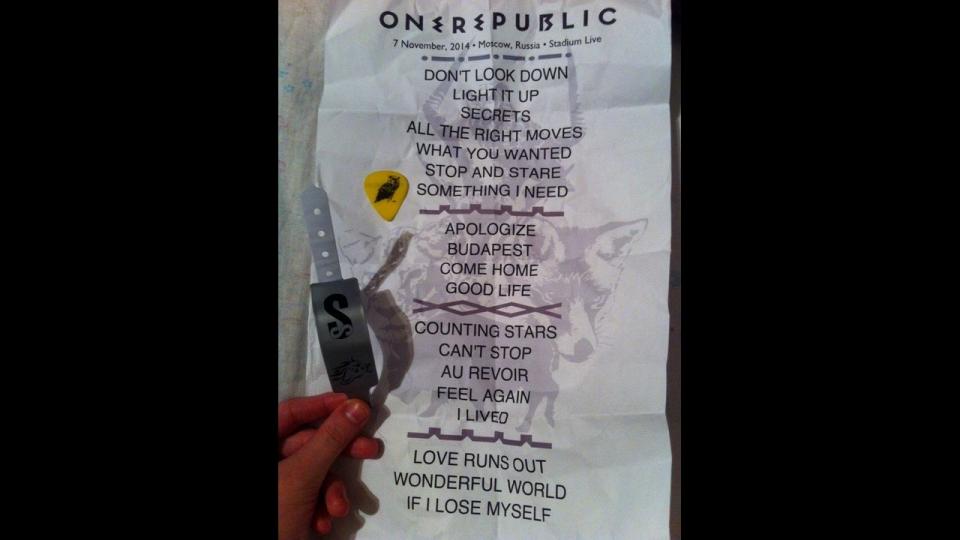 ONEREPUBLIC
7 November, 2014 • Moscow, Russia • Stadium Live
DON'T LOOK DOWN
LIGHT IT UP
SECRETS
ALL THE RIGHT MOVES
WHAT YOU WANTED
STOP AND STARE
SOMETHING I NEED
APOLOGIZE
BUDAPEST
COME HOME
GOOD LIFE
COUNTING STARS
CAN'T STOP
AU REVOIR
FEEL AGAIN
I LIVED
LOVE RUNS OUT
WONDERFUL WORLD
IF I LOSE MYSELF